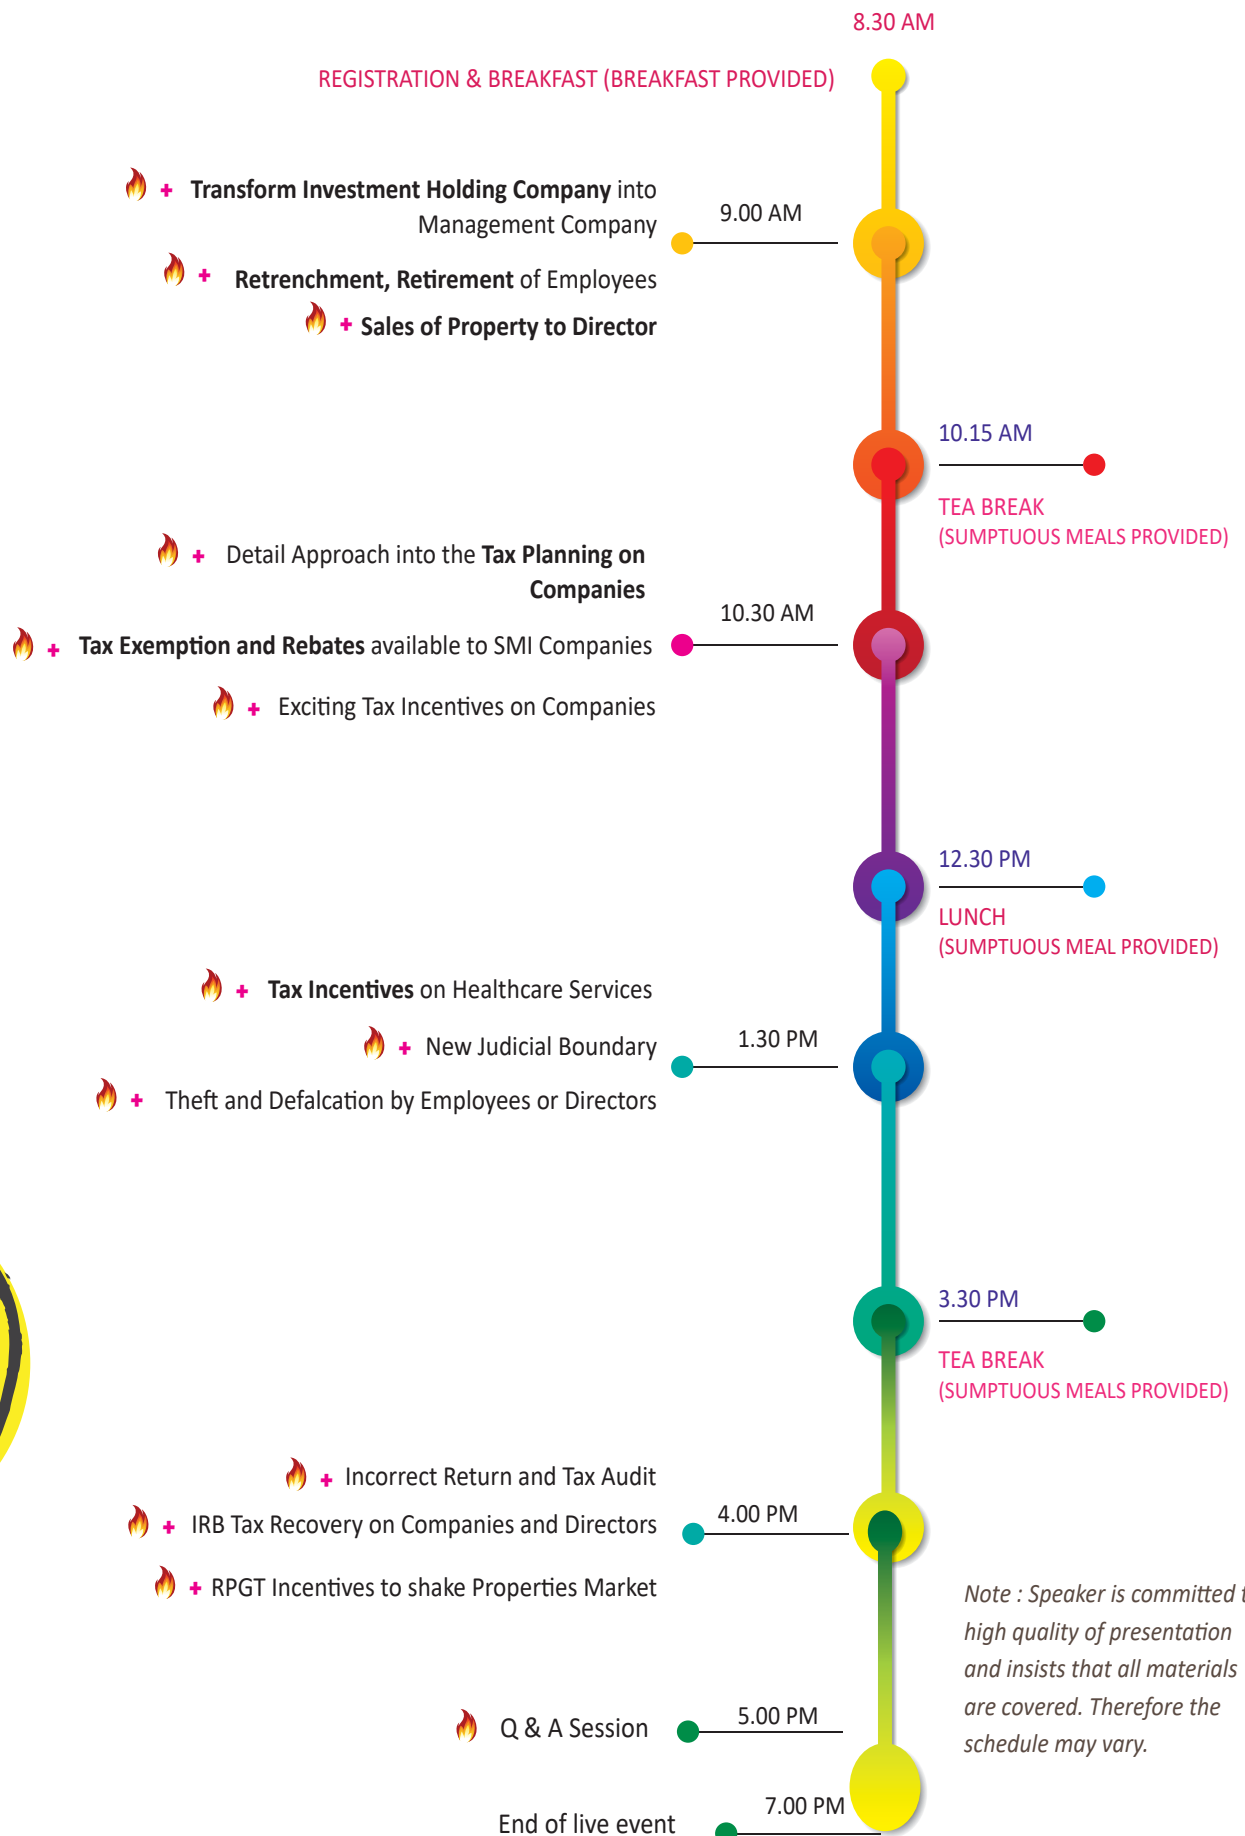 8.30 AM
REGISTRATION & BREAKFAST (BREAKFAST PROVIDED)
+ Transform Investment Holding Company into
Management Company
9.00 AM
+ Retrenchment, Retirement of Employees
+ Sales of Property to Director
10.15 AM
TEA BREAK
(SUMPTUOUS MEALS PROVIDED)
+ Detail Approach into the Tax Planning on
Companies
10.30 AM
+ Tax Exemption and Rebates available to SMI Companies
+ Exciting Tax Incentives on Companies
12.30 PM
LUNCH
(SUMPTUOUS MEAL PROVIDED)
+ Tax Incentives on Healthcare Services
+ New Judicial Boundary
1.30 PM
+ Theft and Defalcation by Employees or Directors
3.30 PM
TEA BREAK
(SUMPTUOUS MEALS PROVIDED)
+ Incorrect Return and Tax Audit
+ IRB Tax Recovery on Companies and Directors
4.00 PM
+ RPGT Incentives to shake Properties Market
Note : Speaker is committed
high quality of presentation
and insists that all materials
are covered. Therefore the
schedule may vary.
Q & A Session
5.00 PM
7.00 PM
End of live event